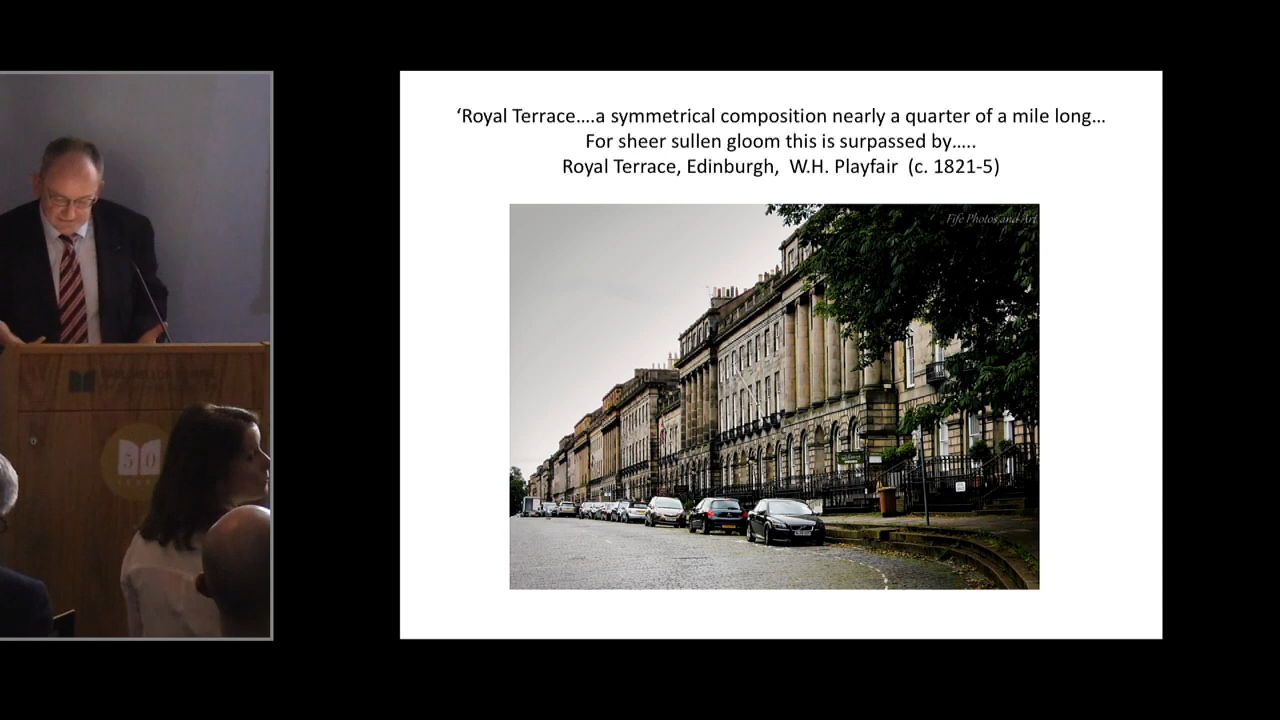 ‘Royal Terrace....a symmetrical composition nearly a quarter of a mile long...
For sheer sullen gloom this is surpassed by.....
Royal Terrace, Edinburgh,  W.H. Playfair  (c. 1821-5)
Fife Photos and Art
50